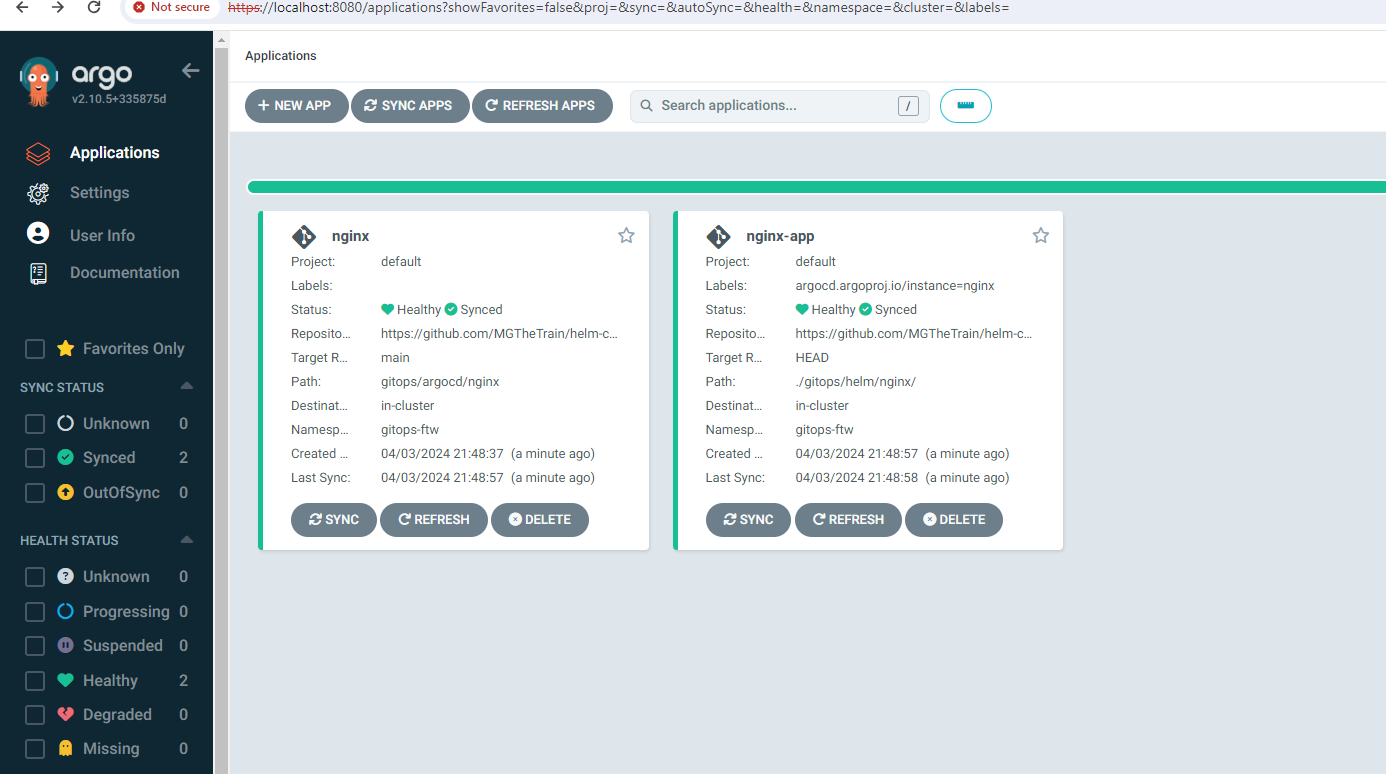 Not secure https://localhost:8080/applications?showFavorites=false&proj=&sync=&autoSync=&health=&namespace=&cluster=&labels=
argo
v2.10.5+335875d
Applications
Settings
User Info
Documentation
Favorites Only
SYNC STATUS
Unknown 0
Synced 2
OutOfSync 0
HEALTH STATUS
Unknown 0
Progressing 0
Suspended 0
Healthy 2
Degraded 0
Missing 0
Applications
NEW APP SYNC APPS REFRESH APPS Search applications... /
nginx
Project: default
Labels:
Status: Healthy Synced
Reposito... https://github.com/MGTheTrain/helm-c...
Target R... main
Path: gitops/argocd/nginx
Destinat... in-cluster
Namesp... gitops-ftw
Created ... 04/03/2024 21:48:37 (a minute ago)
Last Sync: 04/03/2024 21:48:57 (a minute ago)
SYNC REFRESH DELETE
nginx-app
Project: default
Labels: argocd.argoproj.io/instance=nginx
Status: Healthy Synced
Reposito... https://github.com/MGTheTrain/helm-c...
Target R... HEAD
Path: ./gitops/helm/nginx/
Destinat... in-cluster
Namesp... gitops-ftw
Created ... 04/03/2024 21:48:57 (a minute ago)
Last Sync: 04/03/2024 21:48:58 (a minute ago)
SYNC REFRESH DELETE